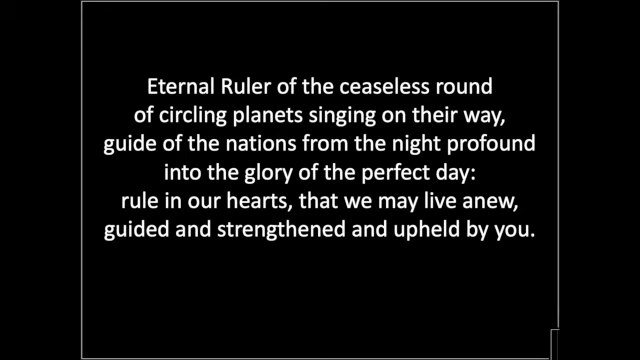 Eternal Ruler of the ceaseless round
of circling planets singing on their way,
guide of the nations from the night profound
into the glory of the perfect day:
rule in our hearts, that we may live anew,
guided and strengthened and upheld by you.